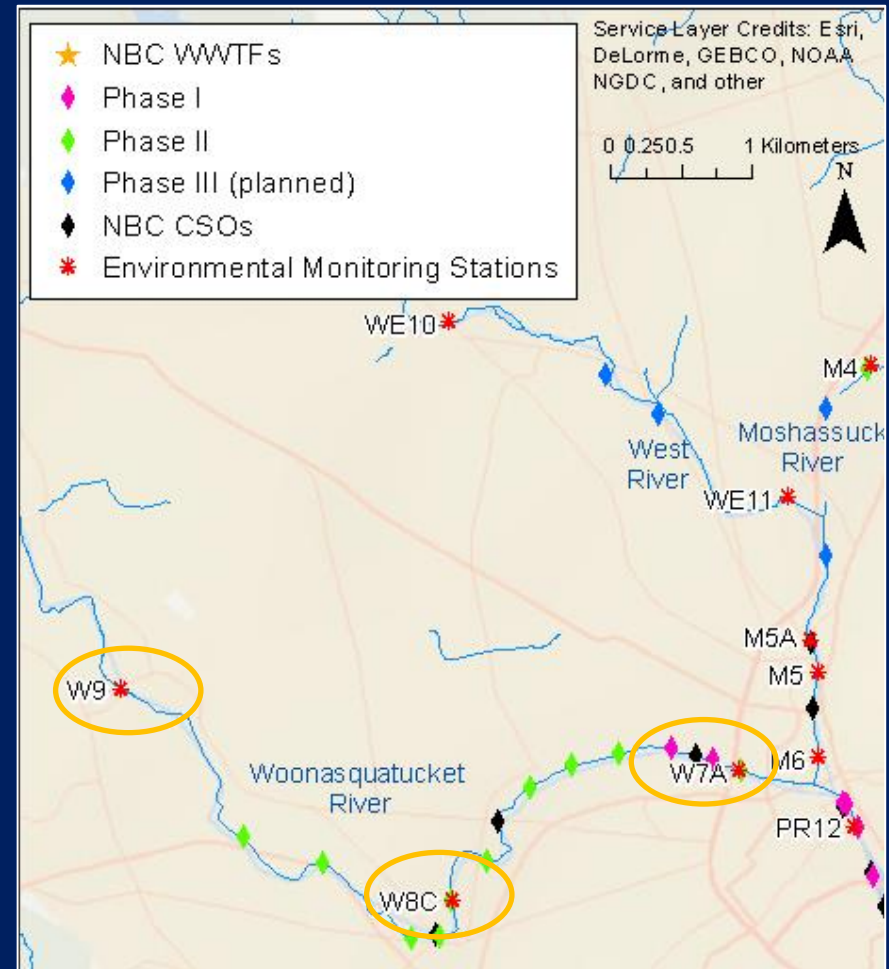 Service Layer Credits: Esri,
DeLorme, GEBCO, NOAA
NGDC, and other
NBC WWTFs
Phase I
Phase II
Phase III (planned)
NBC CSOs
Environmental Monitoring Stations
0 0.250.5 1 Kilometers
N
WE10
M4
West
River
Moshassuck
River
WE11
M5A
M5
W9
M6
W7A
Woonasquatucket
River
PR12
W8C